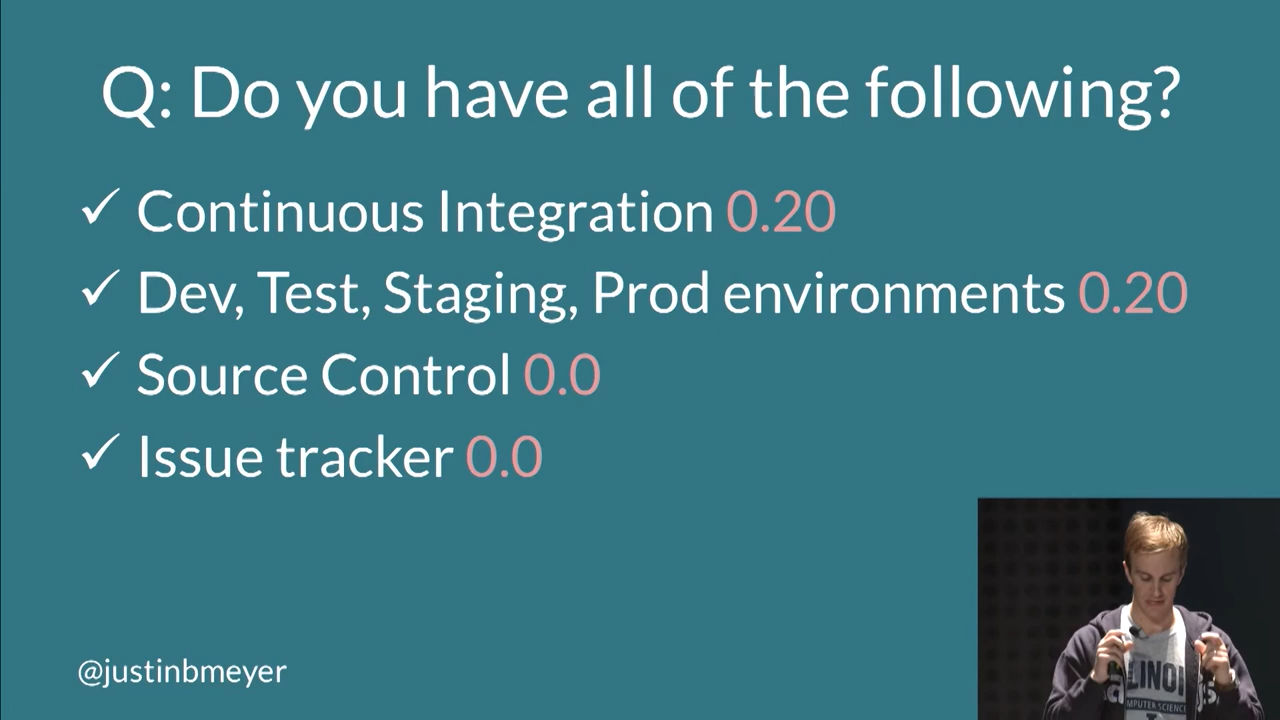 Q: Do you have all of the following?
✓ Continuous Integration 0.20
✓ Dev, Test, Staging, Prod environments 0.20
✓ Source Control 0.0
✓ Issue tracker 0.0
@justinbmeyer